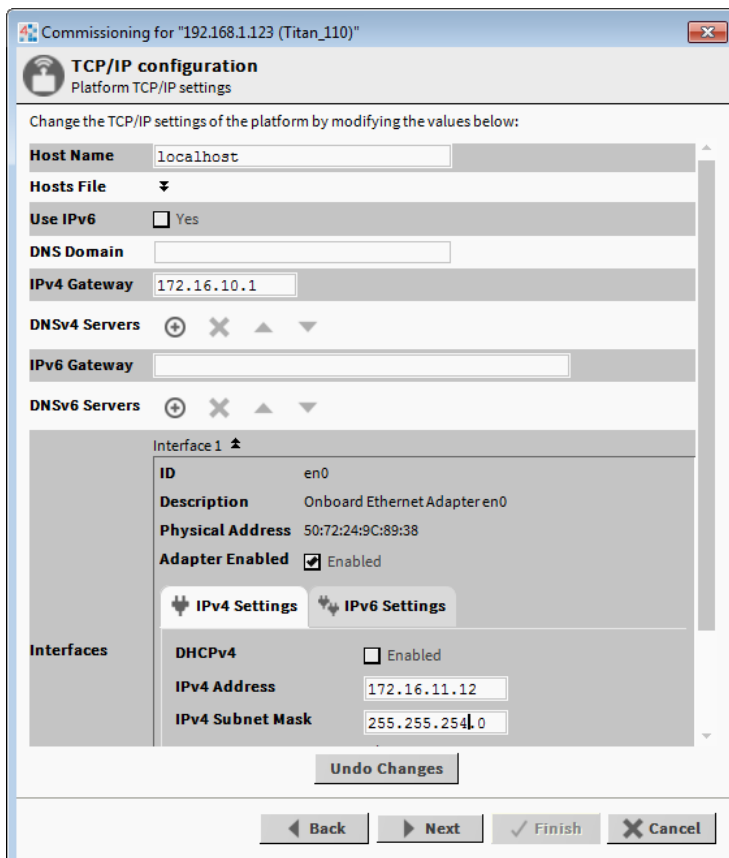 Commissioning for "192.168.1.123 (Titan_110)"
TCP/IP configuration
Platform TCP/IP settings
Change the TCP/IP settings of the platform by modifying the values below:
Host Name localhost
Hosts File
Use IPv6 Yes
DNS Domain
IPv4 Gateway 172.16.10.1
DNSv4 Servers
IPv6 Gateway
DNSv6 Servers
Interface 1
ID en0
Description Onboard Ethernet Adapter en0
Physical Address 50:72:24:9C:89:38
Adapter Enabled Enabled
IPv4 Settings IPv6 Settings
Interfaces
DHCPv4 Enabled
IPv4 Address 172.16.11.12
IPv4 Subnet Mask 255.255.254.0
Undo Changes
Back Next Finish Cancel